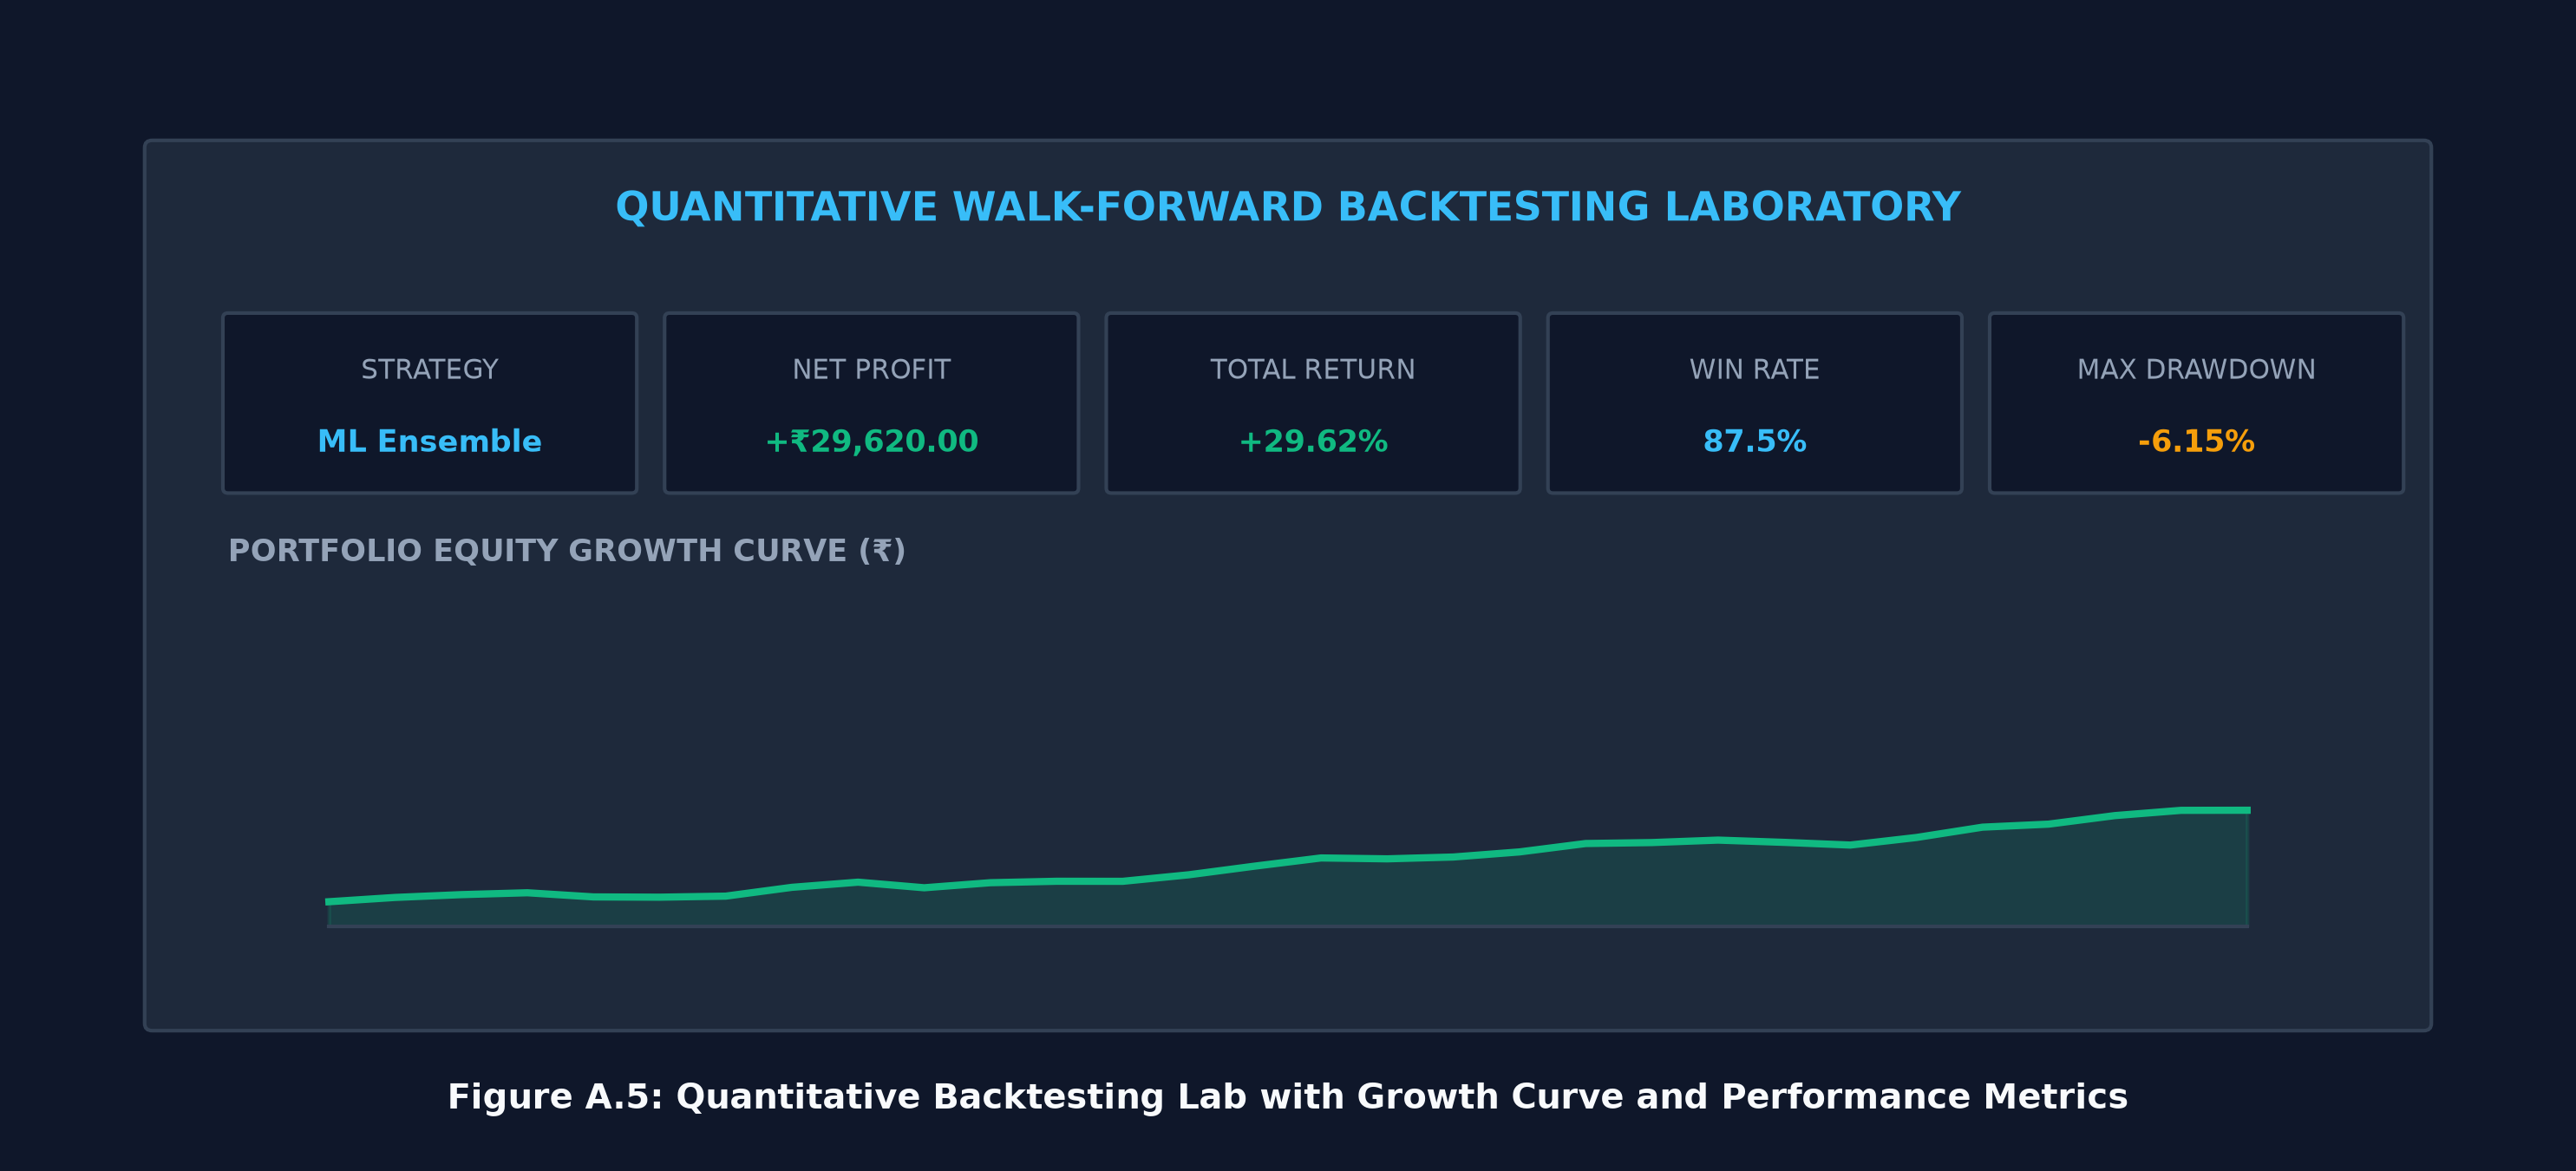 QUANTITATIVE WALK-FORWARD BACKTESTING LABORATORY
STRATEGY
ML Ensemble
NET PROFIT
+₹29,620.00
TOTAL RETURN
+29.62%
WIN RATE
87.5%
MAX DRAWDOWN
-6.15%
PORTFOLIO EQUITY GROWTH CURVE (₹)
Figure A.5: Quantitative Backtesting Lab with Growth Curve and Performance Metrics